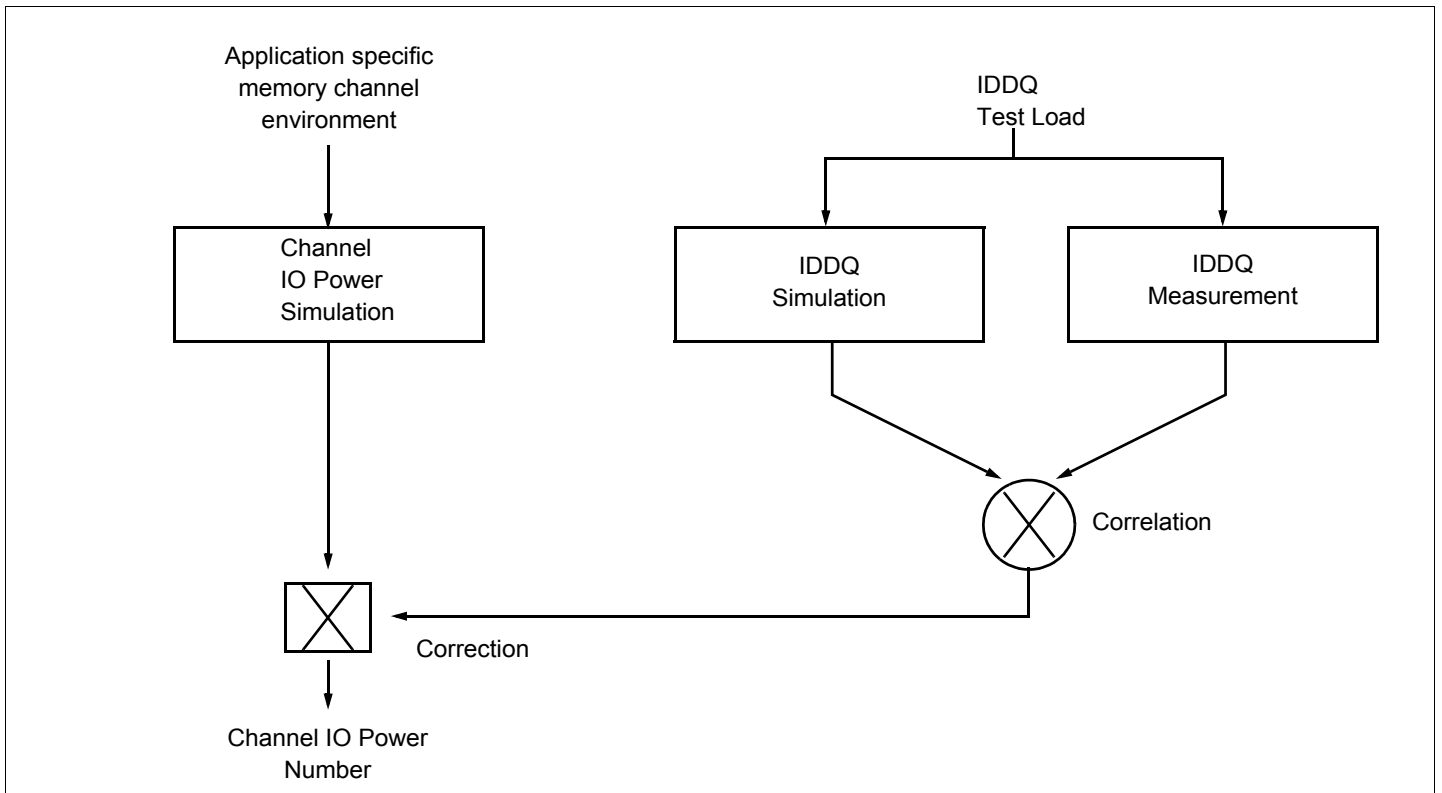 Application specific
memory channel
environment
IDDQ
Test Load
Channel
IO Power
Simulation
IDDQ
Simulation
IDDQ
Measurement
Correlation
Correction
Channel IO Power
Number